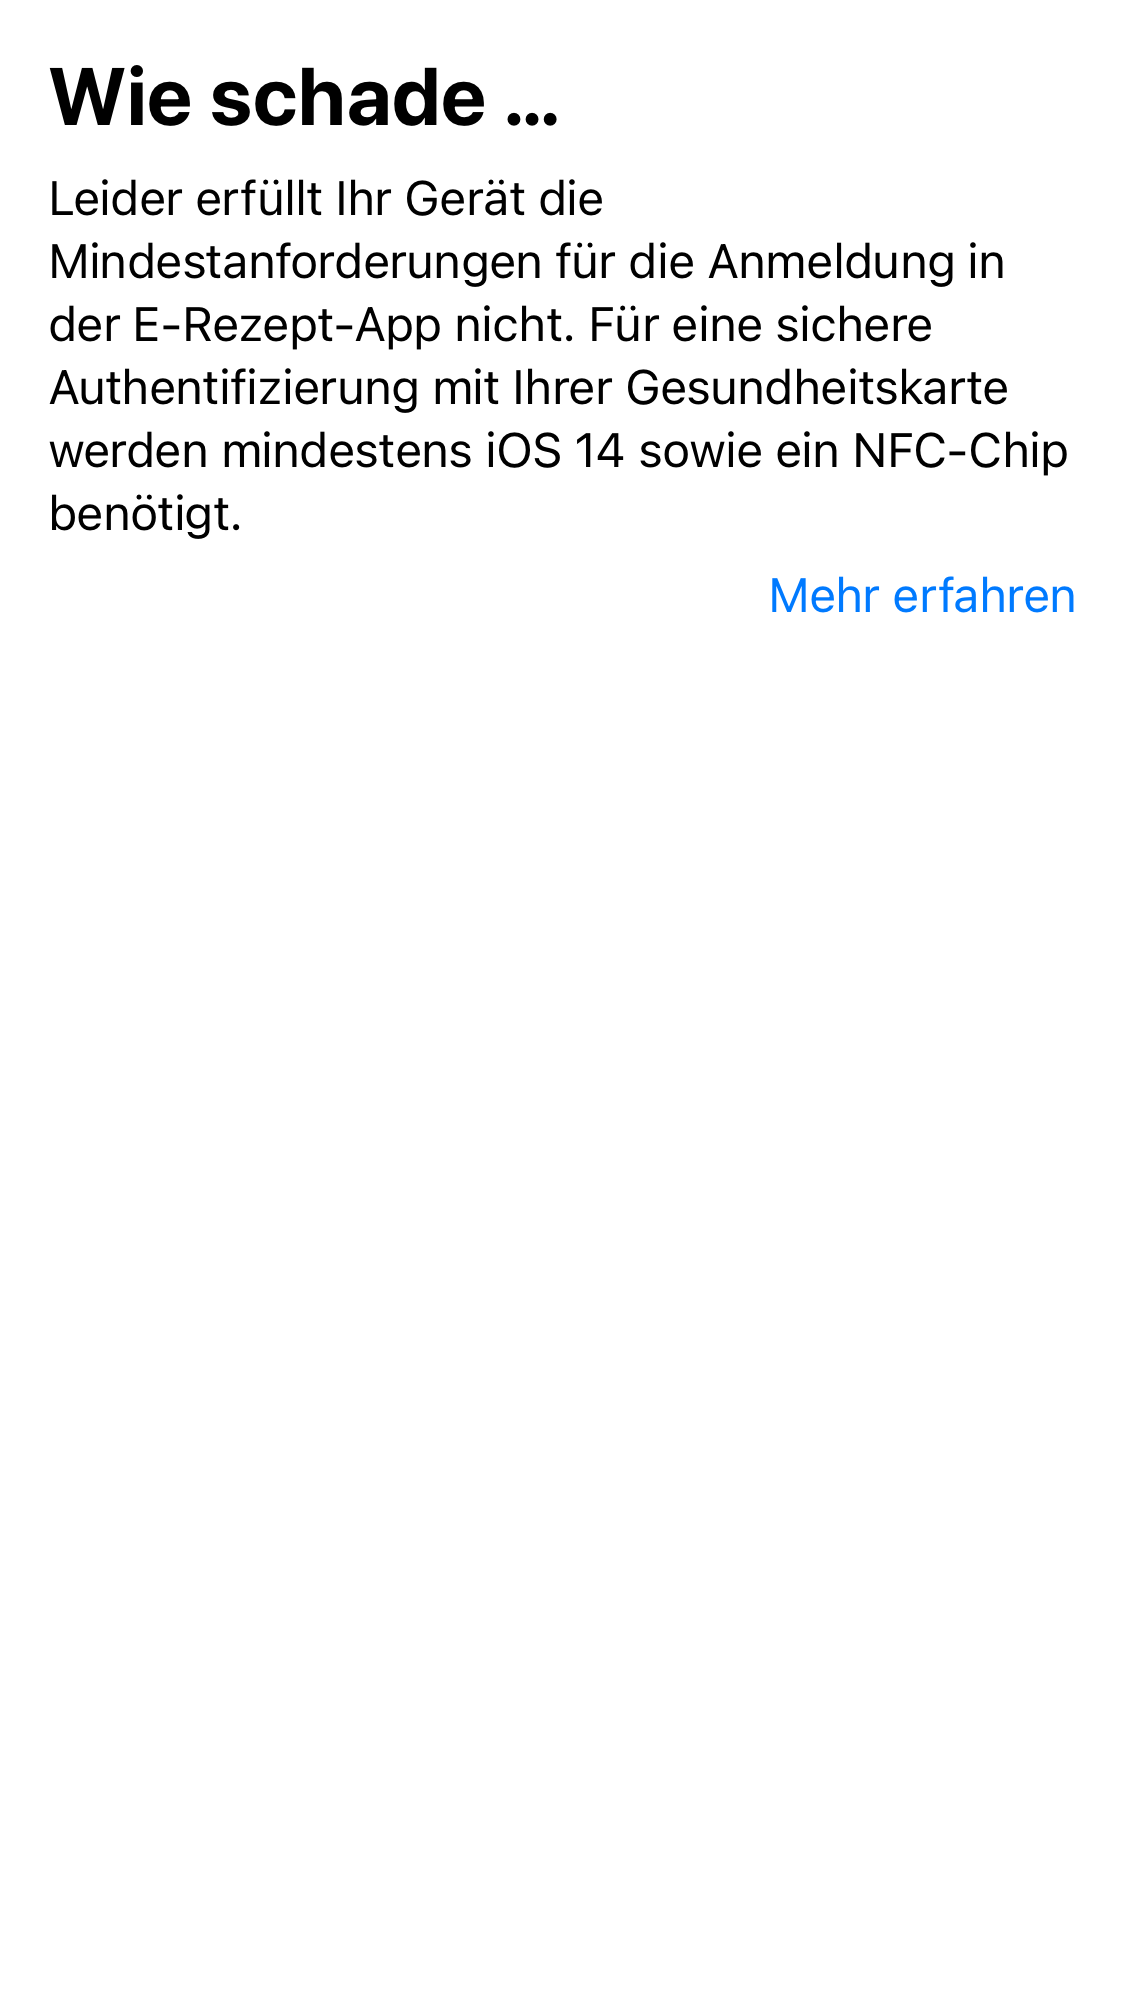 Wie schade …
Leider erfüllt Ihr Gerät die
Mindestanforderungen für die Anmeldung in
der E-Rezept-App nicht. Für eine sichere
Authentifizierung mit Ihrer Gesundheitskarte
werden mindestens iOS 14 sowie ein NFC-Chip
benötigt.
Mehr erfahren